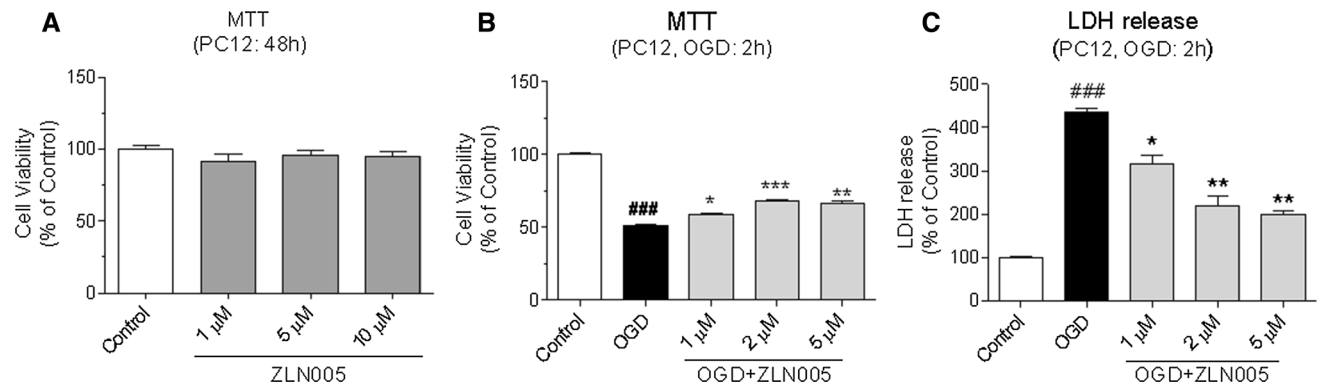 A
MTT
(PC12: 48h)
Cell Viability
(% of Control)
150
100
50
0
Control
1 µM
5 µM
10 µM
ZLN005
B
MTT
(PC12, OGD: 2h)
Cell Viability
(% of Control)
150
100
50
0
###
*
***
**
Control
OGD
1 µM
2 µM
5 µM
OGD+ZLN005
C
LDH release
(PC12, OGD: 2h)
LDH release
(% of Control)
500
400
300
200
100
0
###
*
**
**
Control
OGD
1 µM
2 µM
5 µM
OGD+ZLN005